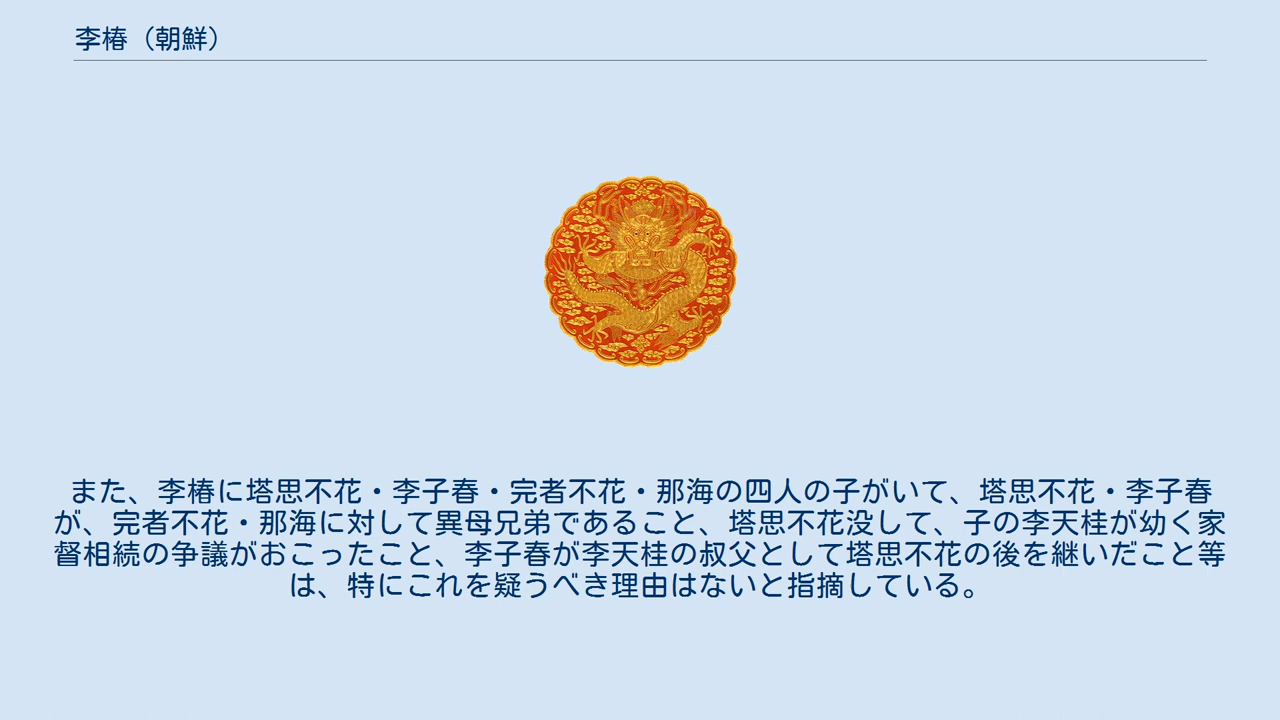 李椿（朝鮮）
また、李椿に塔思不花・李子春・完者不花・那海の四人の子がいて、塔思不花・李子春
が、完者不花・那海に対して異母兄弟であること、塔思不花没して、子の李天桂が幼く家
督相続の争議がおこったこと、李子春が李天桂の叔父として塔思不花の後を継いだこと等
は、特にこれを疑うべき理由はないと指摘している。